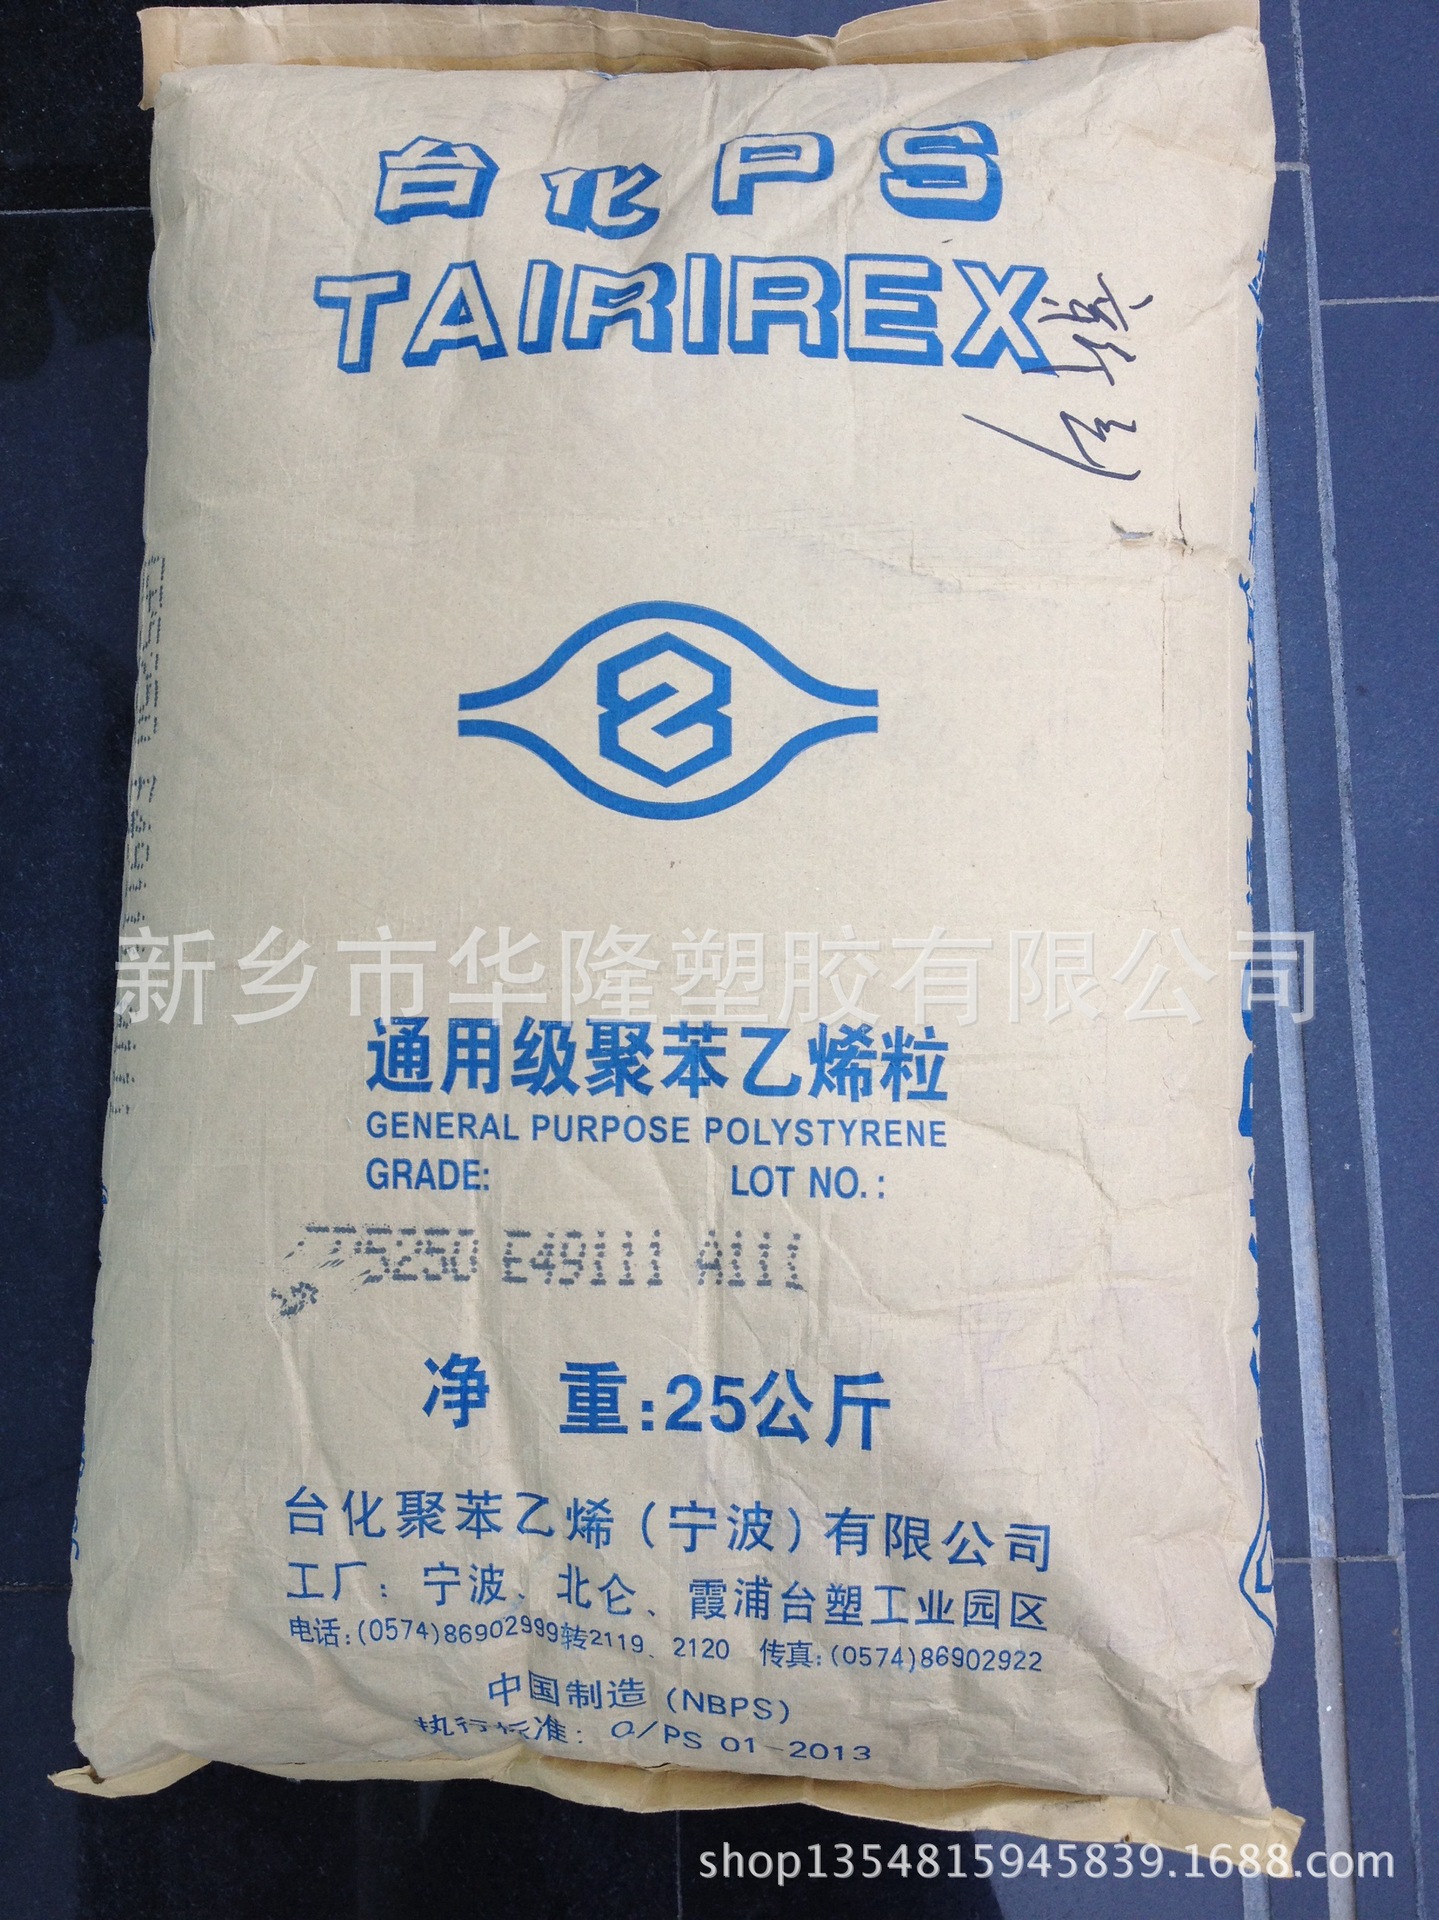 台化PS
TAIRIREX
新乡市华隆塑胶有限公司
通用级聚苯乙烯粒
GENERAL PURPOSE POLYSTYRENE
GRADE: LOT NO.:
5250 E49111 A111
净 重:25公斤
台化聚苯乙烯(宁波)有限公司
工厂:宁波、北仑、霞浦台塑工业园区
电话:(0574)86902999转2119、2120 传真:(0574)86902922
中国制造(NBPS)
执行标准: Q/PS 01-2013
shop1354815945839.1688.com